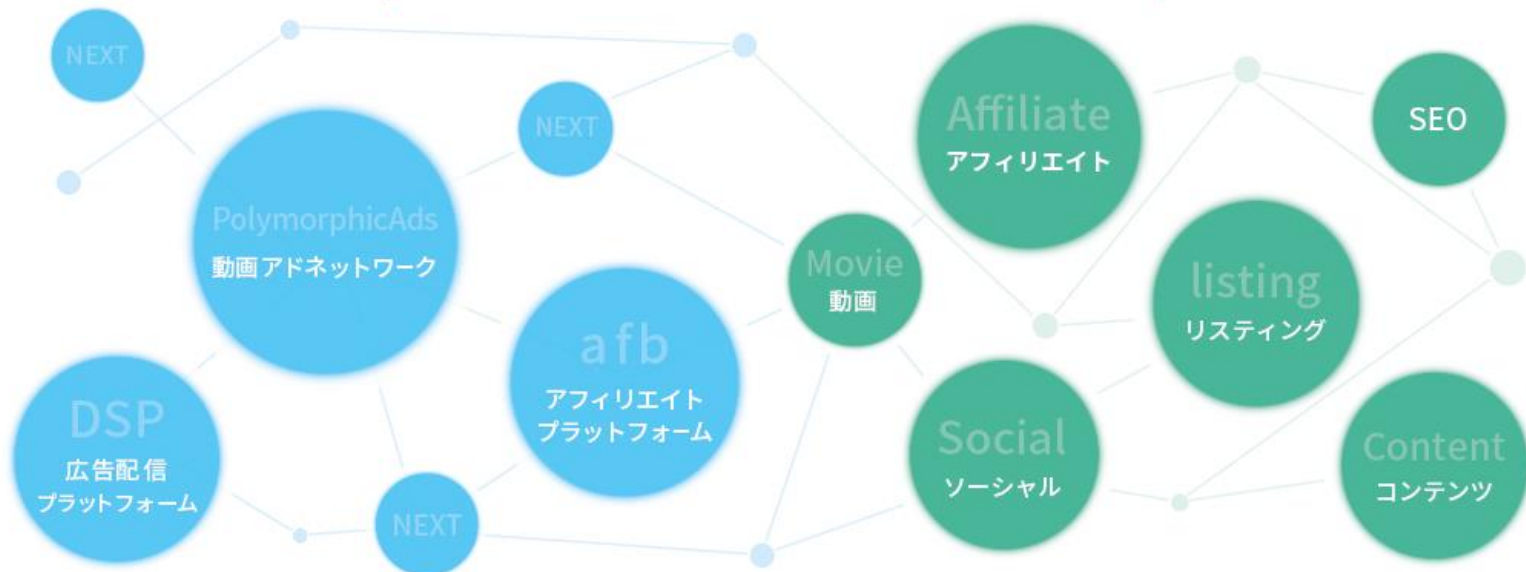 NEXT
NEXT
PolymorphicAds
動画アドネットワーク
afb
アフィリエイト
プラットフォーム
DSP
広告配信
プラットフォーム
NEXT
Affiliate
アフィリエイト
SEO
Movie
動画
listing
リスティング
Social
ソーシャル
Content
コンテンツ